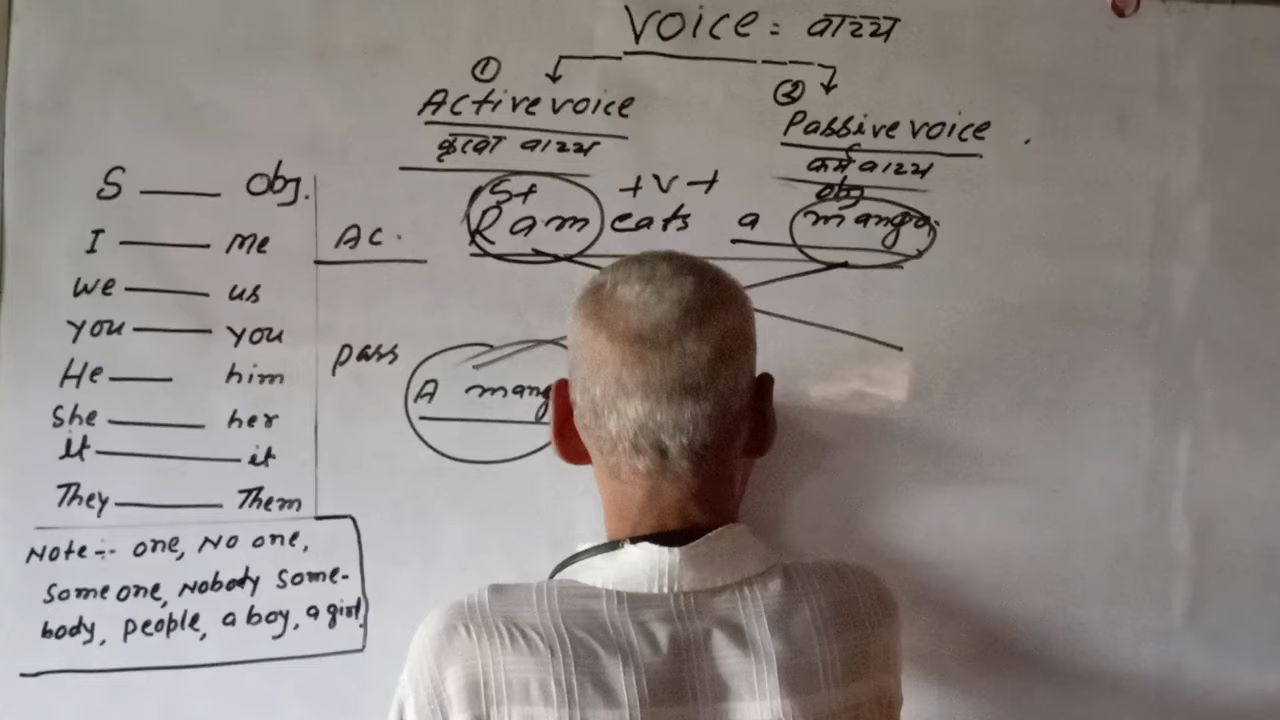 VOICE = वाच्य
① ②
Active voice
कृत्वा वाच्य
Passive voice
कर्म वाच्य
S —— Obj.
I —— me
we —— us
you —— you
He —— him
She —— her
it —— it
They —— Them
AC.
S+ +V+ obj
Ram eats a mango.
pass
A mang
Note :- one, No one,
Some one, Nobody some-
body, people, a boy, a girl